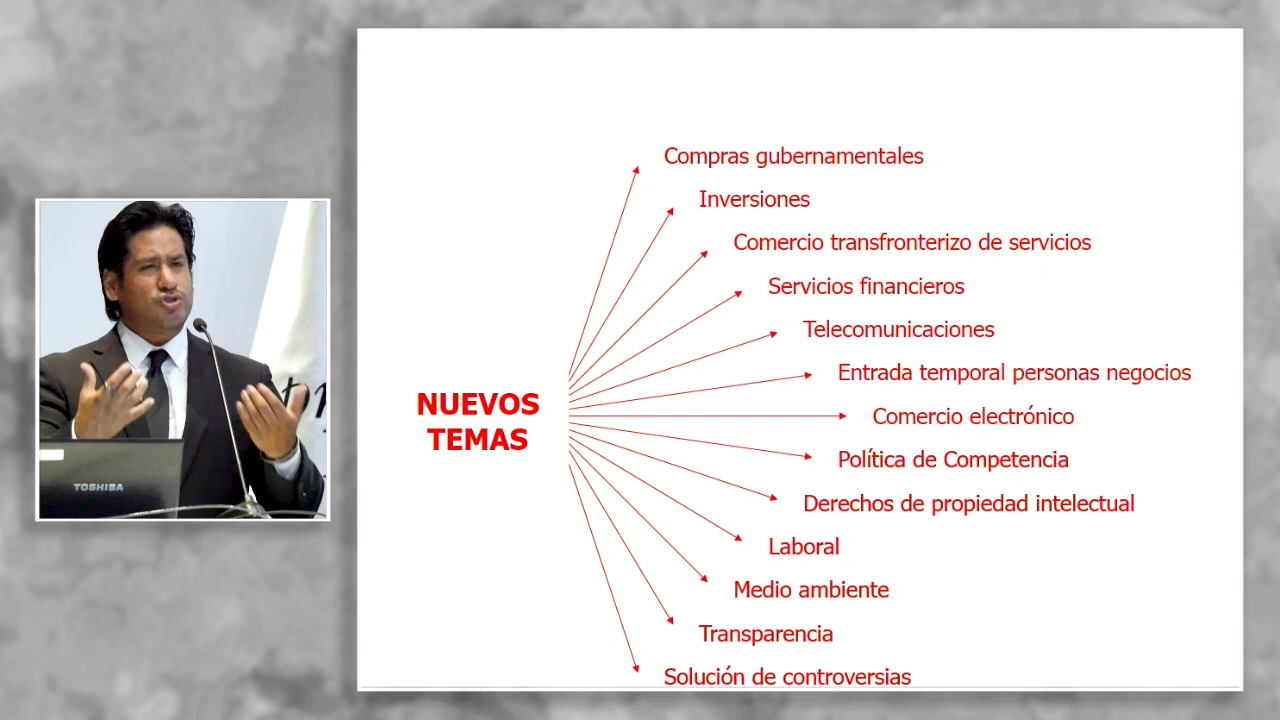 Compras gubernamentales
Inversiones
Comercio transfronterizo de servicios
Servicios financieros
Telecomunicaciones
Entrada temporal personas negocios
NUEVOS
TEMAS
Comercio electrónico
Política de Competencia
Derechos de propiedad intelectual
Laboral
Medio ambiente
Transparencia
Solución de controversias
TOSHIBA